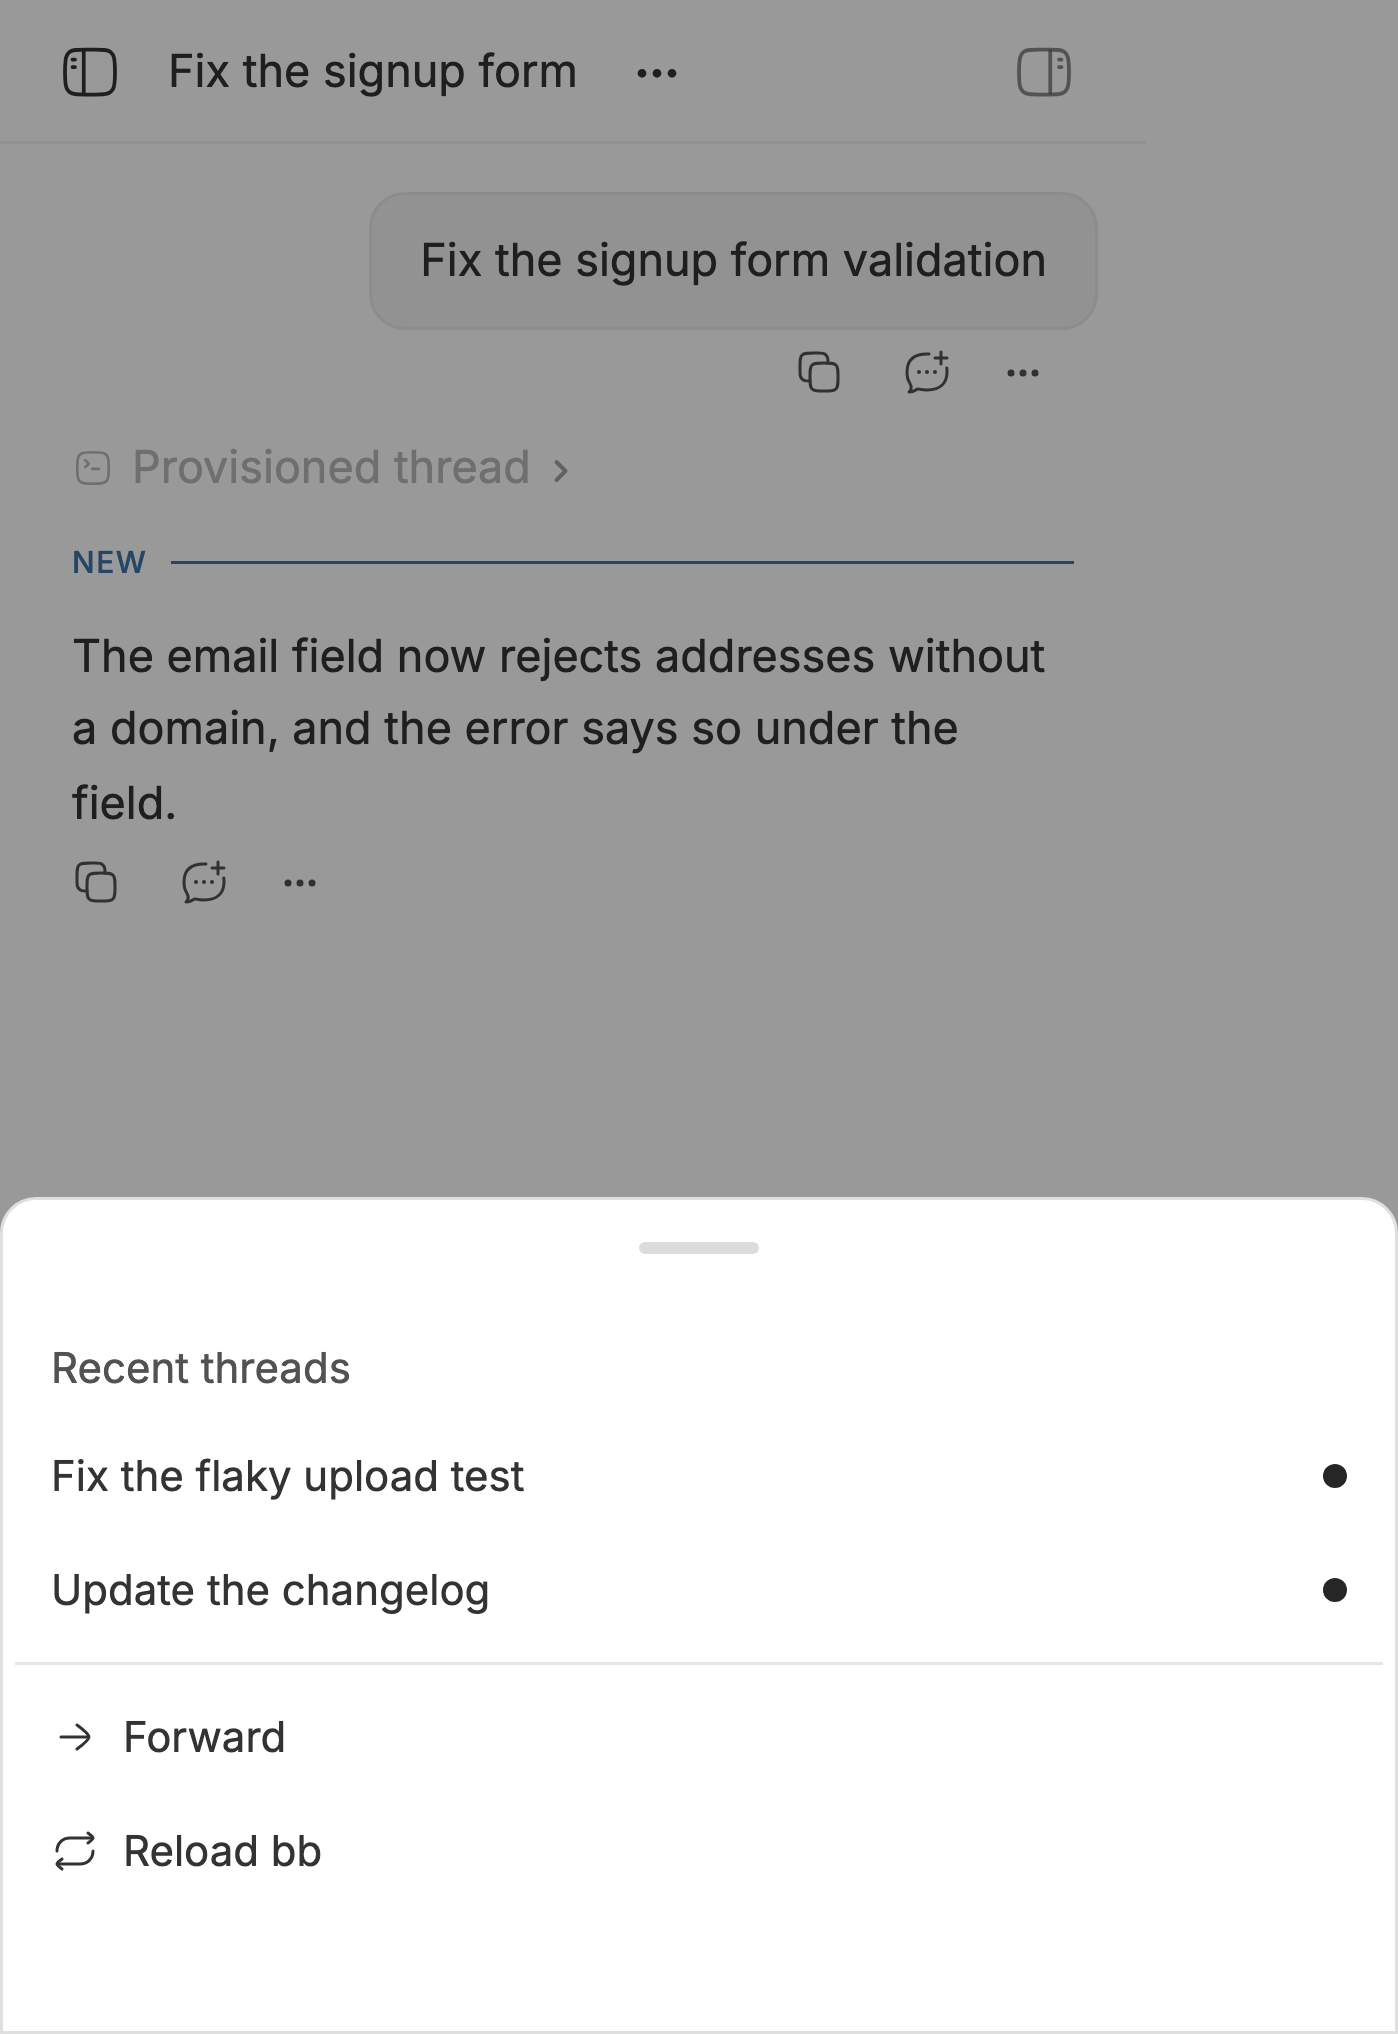 Fix the signup form
Fix the signup form validation
Provisioned thread
NEW
The email field now rejects addresses without
a domain, and the error says so under the
field.
Recent threads
Fix the flaky upload test
Update the changelog
Forward
Reload bb